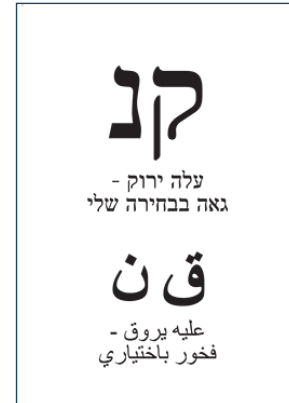 קנ
עלה ירוק -
גאה בבחירה שלי
ق ن
عليه يروق -
فخور باختياري